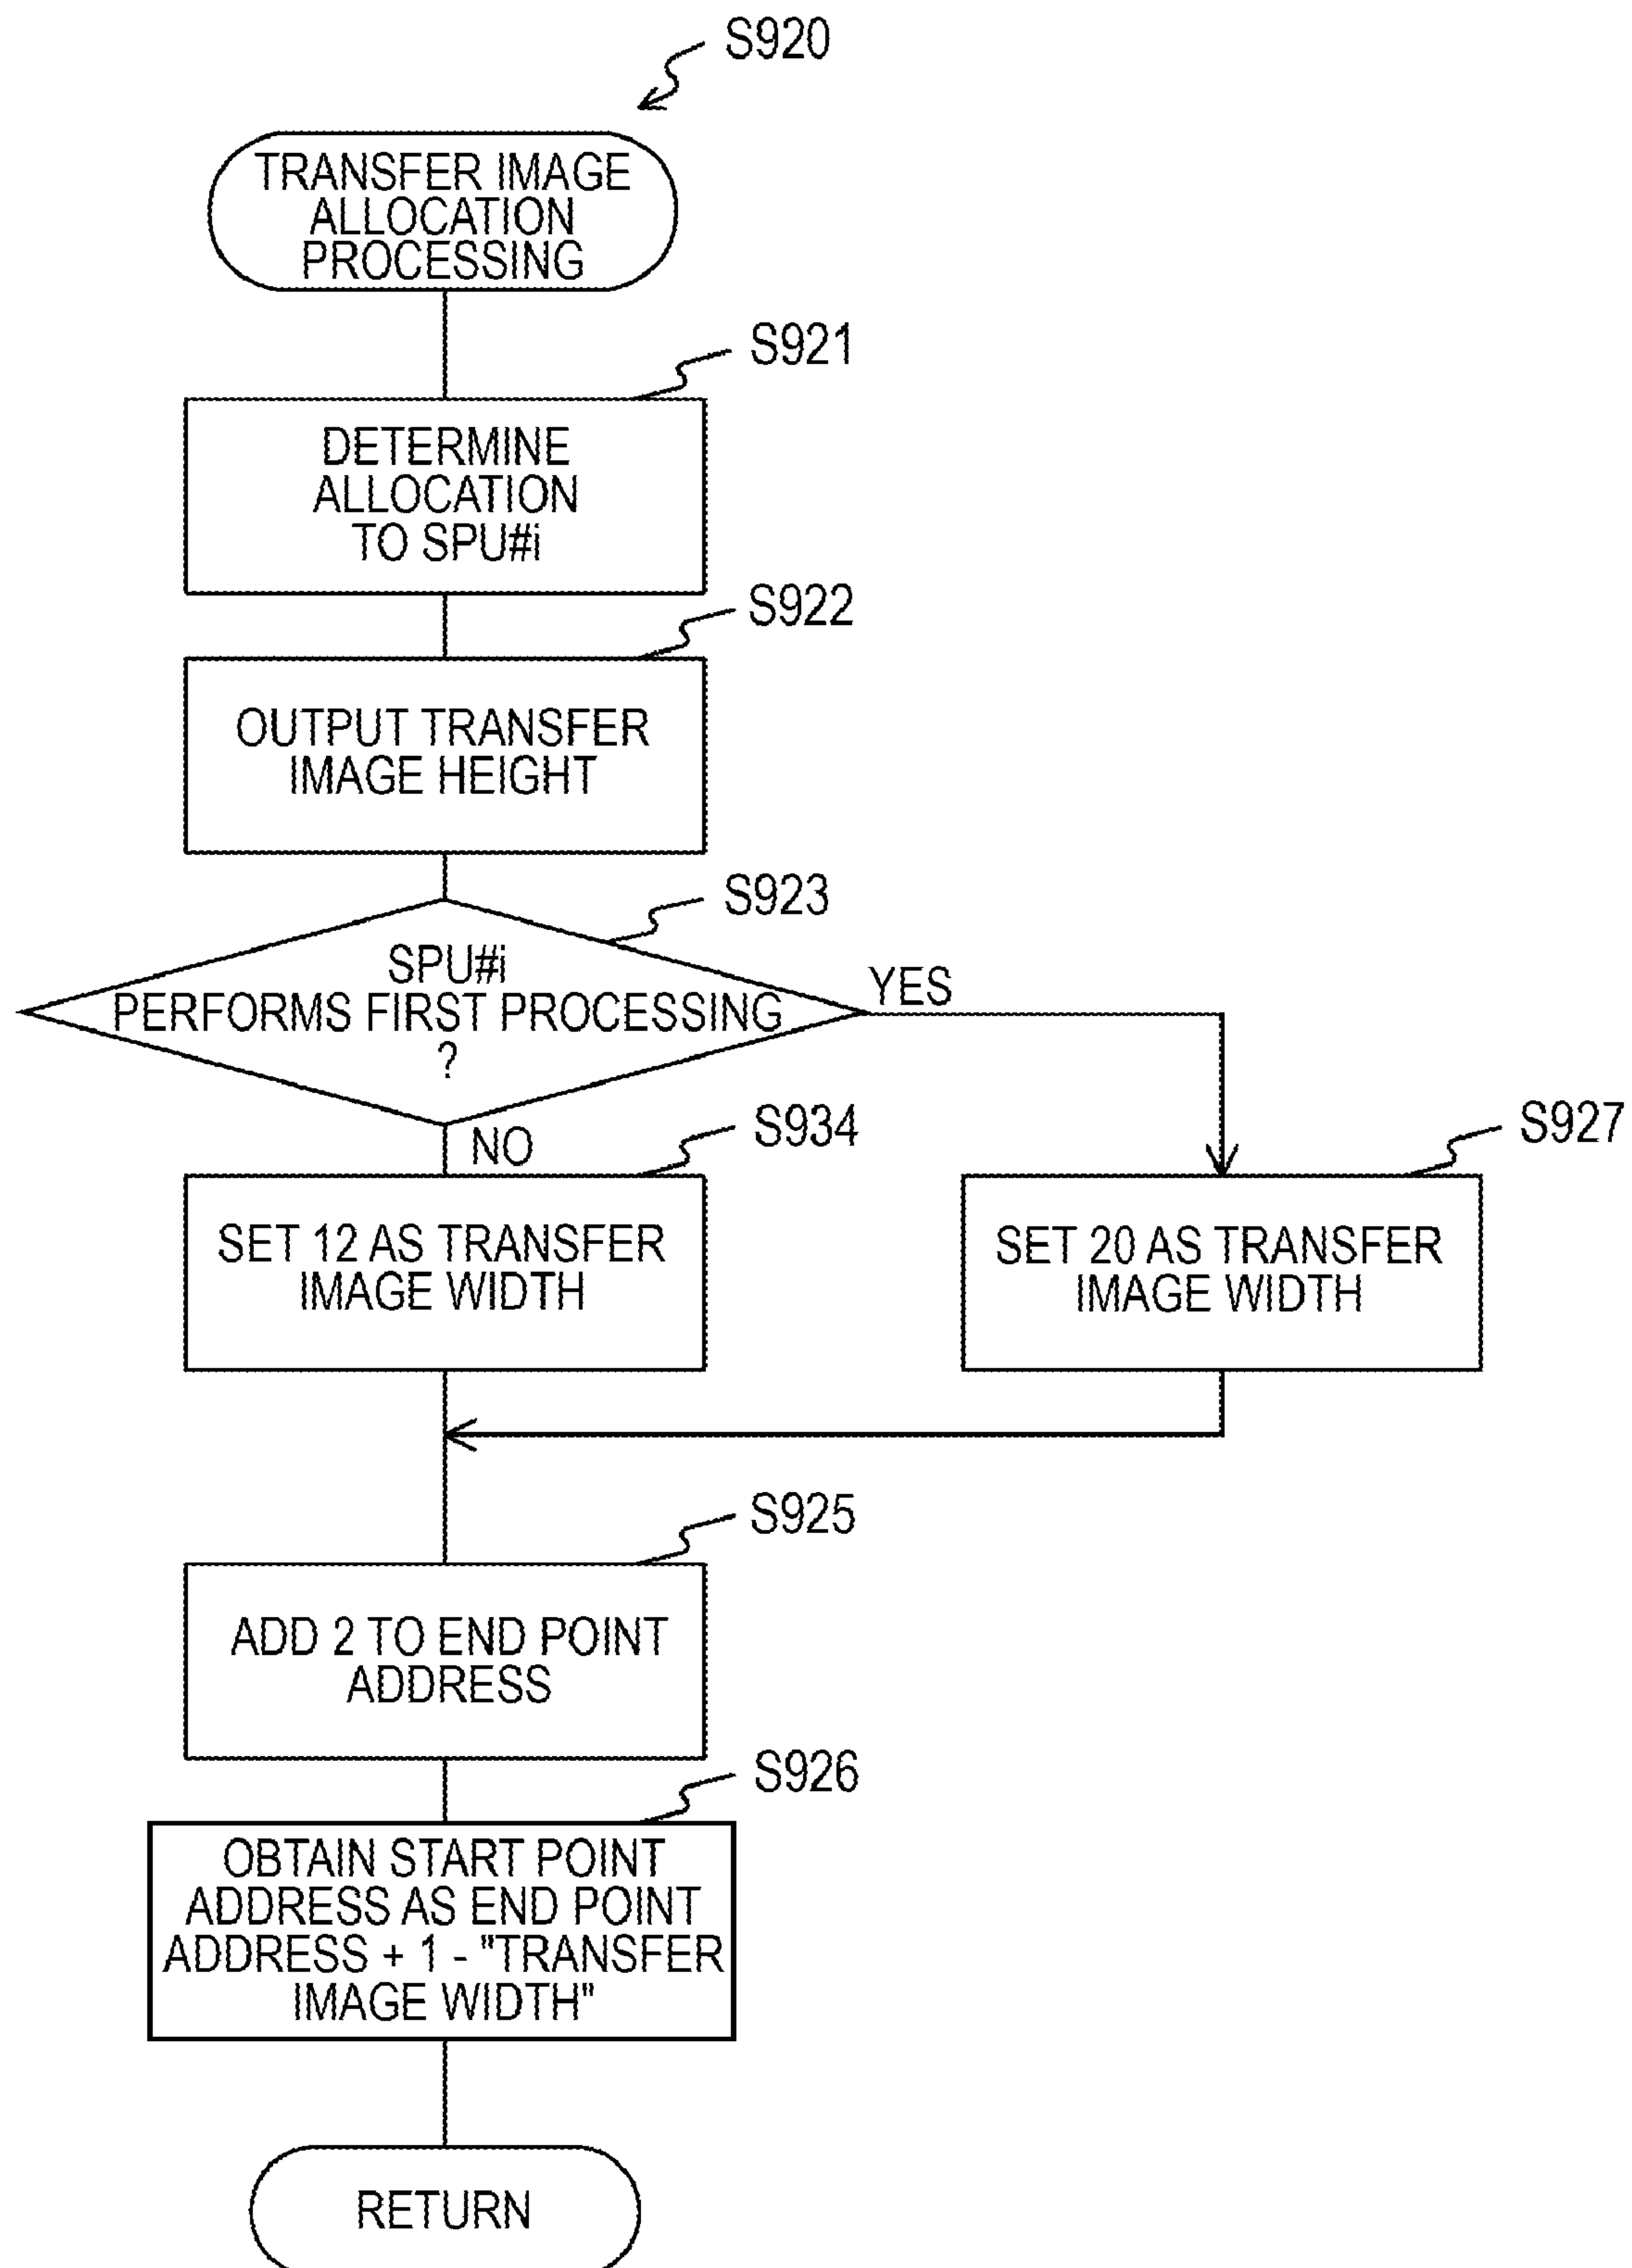 S920
TRANSFER IMAGE
ALLOCATION
PROCESSING
S921
DETERMINE
ALLOCATION
TO SPU#i
S922
OUTPUT TRANSFER
IMAGE HEIGHT
S923
SPU#i
PERFORMS FIRST PROCESSING
?
YES
NO
S934
SET 12 AS TRANSFER
IMAGE WIDTH
S927
SET 20 AS TRANSFER
IMAGE WIDTH
S925
ADD 2 TO END POINT
ADDRESS
S926
OBTAIN START POINT
ADDRESS AS END POINT
ADDRESS + 1 - "TRANSFER
IMAGE WIDTH"
RETURN